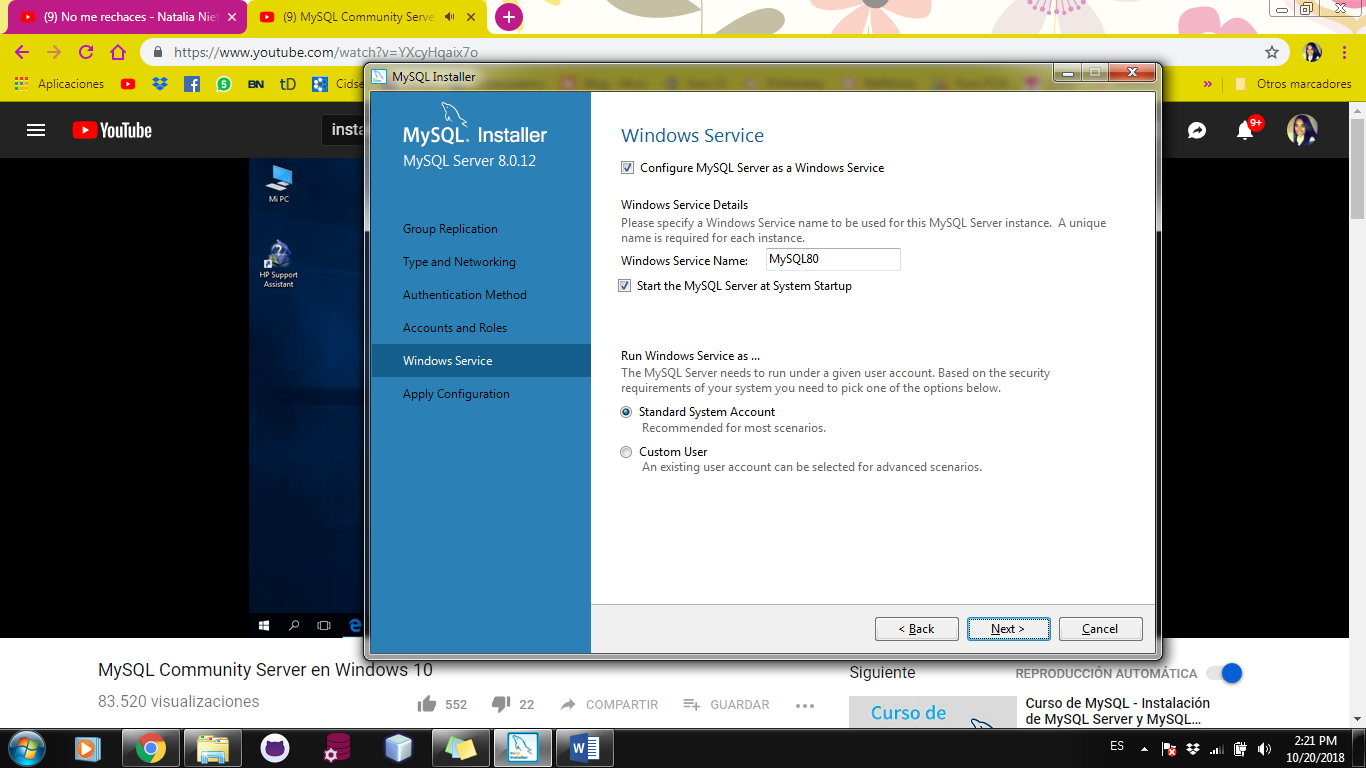 (9) No me rechaces - Natalia Nie
(9) MySQL Community Serve
https://www.youtube.com/watch?v=YXcyHqaix7o
Aplicaciones
BN
tD
Cidse
»
Otros marcadores
YouTube
insta
9+
Mi PC
HP Support
Assistant
MySQL Installer
MySQL. Installer
MySQL Server 8.0.12
Group Replication
Type and Networking
Authentication Method
Accounts and Roles
Windows Service
Apply Configuration
Windows Service
Configure MySQL Server as a Windows Service
Windows Service Details
Please specify a Windows Service name to be used for this MySQL Server instance. A unique
name is required for each instance.
Windows Service Name: MySQL80
Start the MySQL Server at System Startup
Run Windows Service as ...
The MySQL Server needs to run under a given user account. Based on the security
requirements of your system you need to pick one of the options below.
Standard System Account
Recommended for most scenarios.
Custom User
An existing user account can be selected for advanced scenarios.
< Back
Next >
Cancel
MySQL Community Server en Windows 10
83.520 visualizaciones
552
22
COMPARTIR
GUARDAR
Siguiente
REPRODUCCIÓN AUTOMÁTICA
Curso de
Curso de MySQL - Instalación
de MySQL Server y MySQL...
ES
2:21 PM
10/20/2018